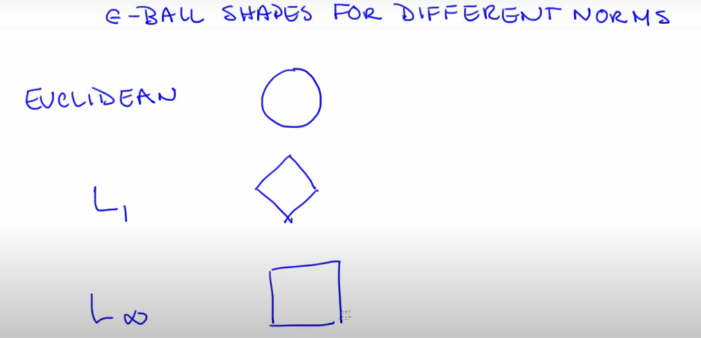 ϵ-BALL SHAPES FOR DIFFERENT NORMS
EUCLIDEAN
L₁
L∞